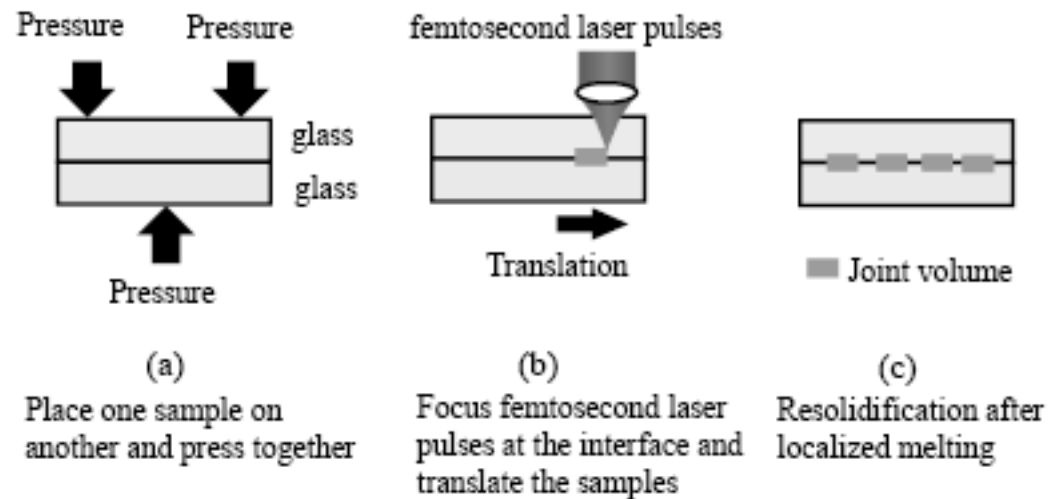 Pressure
Pressure
glass
glass
Pressure
(a)
Place one sample on
another and press together
femtosecond laser pulses
Translation
(b)
Focus femtosecond laser
pulses at the interface and
translate the samples
Joint volume
(c)
Resolidification after
localized melting